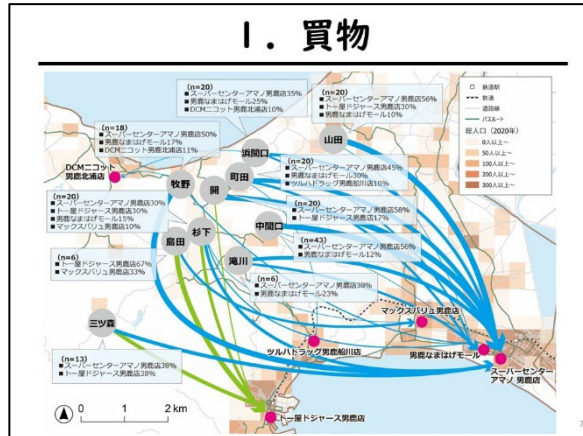 1. 買物
(n=20)
■スーパーセンターアマノ男鹿店35%
■男鹿なまはげモール25%
■DCMニコット男鹿北浦店10%
(n=20)
■スーパーセンターアマノ男鹿店56%
■トー屋ドジャース男鹿店30%
■男鹿なまはげモール10%
□ 鉄道駅
鉄道
道路線
バスルート
総人口（2020年）
0人以上～
50人以上～
100人以上～
200人以上～
300人以上～
(n=18)
■スーパーセンターアマノ男鹿店50%
■男鹿なまはげモール17%
■DCMニコット男鹿北浦店11%
山田
浜間口
DCMニコット
男鹿北浦店
牧野
開
町田
(n=20)
■スーパーセンターアマノ男鹿店45%
■男鹿なまはげモール30%
■ツルハドラッグ男鹿船川店10%
(n=20)
■スーパーセンターアマノ男鹿店30%
■トー屋ドジャース男鹿店30%
■男鹿なまはげモール15%
■マックスバリュ男鹿店10%
(n=20)
■スーパーセンターアマノ男鹿店58%
■トー屋ドジャース男鹿店17%
中間口
島田
杉下
(n=43)
■スーパーセンターアマノ男鹿店56%
■男鹿なまはげモール12%
(n=6)
■トー屋ドジャース男鹿店67%
■マックスバリュ男鹿店33%
滝川
(n=6)
■スーパーセンターアマノ男鹿店38%
■男鹿なまはげモール23%
マックスバリュ男鹿店
三ツ森
男鹿なまはげモール
ツルハドラッグ男鹿船川店
スーパーセンター
アマノ 男鹿店
(n=13)
■スーパーセンターアマノ男鹿店38%
■トー屋ドジャース男鹿店38%
0 1 2 km
トー屋ドジャース男鹿店
7